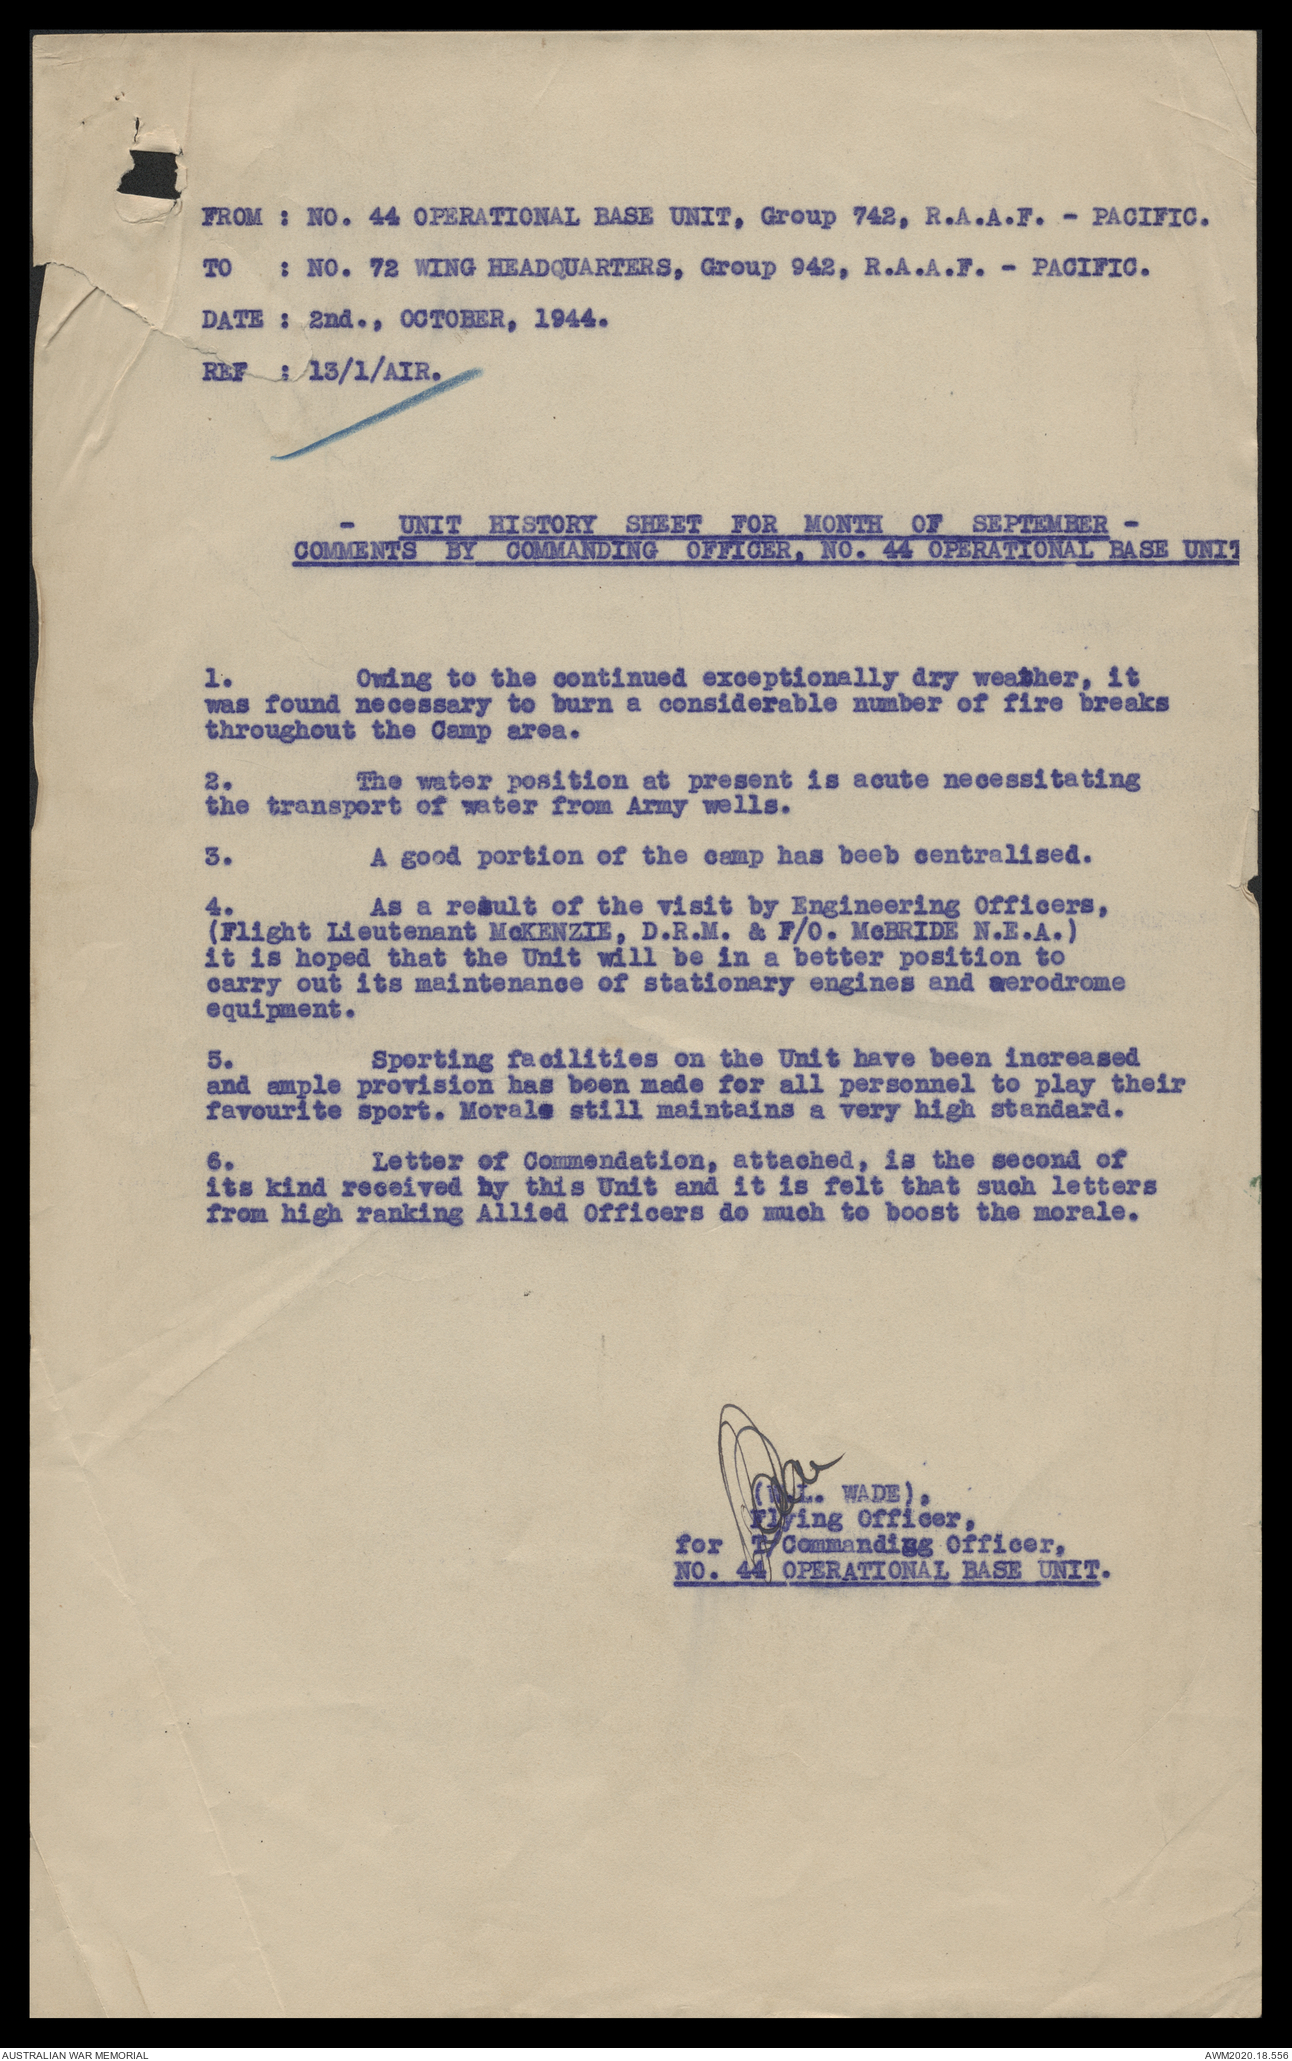 FROM : NO. 44 OPERATIONAL BASE UNIT, Group 742, R.A.A.F. - PACIFIC.
TO : NO. 72 WING HEADQUARTERS, Group 942, R.A.A.F. - PACIFIC.
DATE : 2nd., OCTOBER, 1944.
REF : 13/1/AIR.
- UNIT HISTORY SHEET FOR MONTH OF SEPTEMBER -
COMMENTS BY COMMANDING OFFICER, NO. 44 OPERATIONAL BASE UNIT
1. Owing to the continued exceptionally dry weather, it
was found necessary to burn a considerable number of fire breaks
throughout the Camp area.
2. The water position at present is acute necessitating
the transport of water from Army wells.
3. A good portion of the camp has beeb centralised.
4. As a result of the visit by Engineering Officers,
(Flight Lieutenant McKENZIE, D.R.M. & F/O. McBRIDE N.E.A.)
it is hoped that the Unit will be in a better position to
carry out its maintenance of stationary engines and aerodrome
equipment.
5. Sporting facilities on the Unit have been increased
and ample provision has been made for all personnel to play their
favourite sport. Morale still maintains a very high standard.
6. Letter of Commendation, attached, is the second of
its kind received by this Unit and it is felt that such letters
from high ranking Allied Officers do much to boost the morale.
L. WADE),
Flying Officer,
for T/Commanding Officer,
NO. 44 OPERATIONAL BASE UNIT.
AUSTRALIAN WAR MEMORIAL
AWM2020.18.556